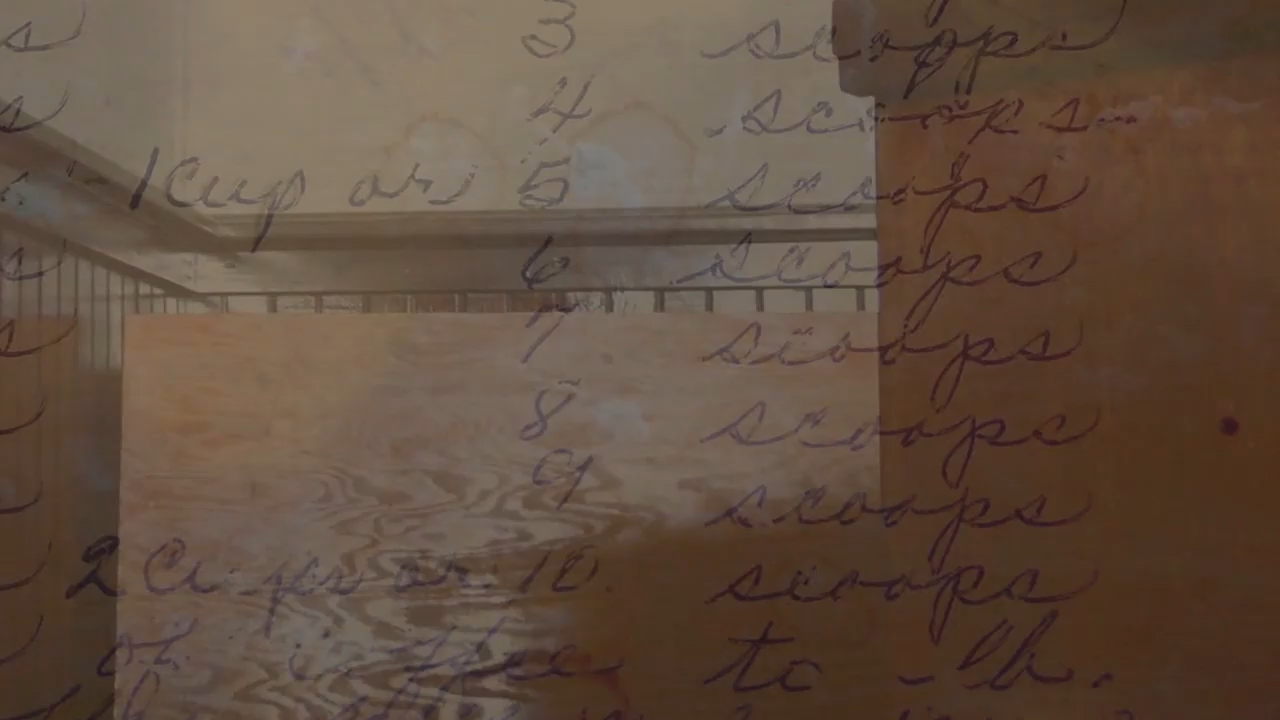 3 scoops
4 scoops
1 cup or 5 scoops
6 scoops
7 scoops
8 scoops
9 scoops
2 Cups or 10 scoops
of coffee to - lb.